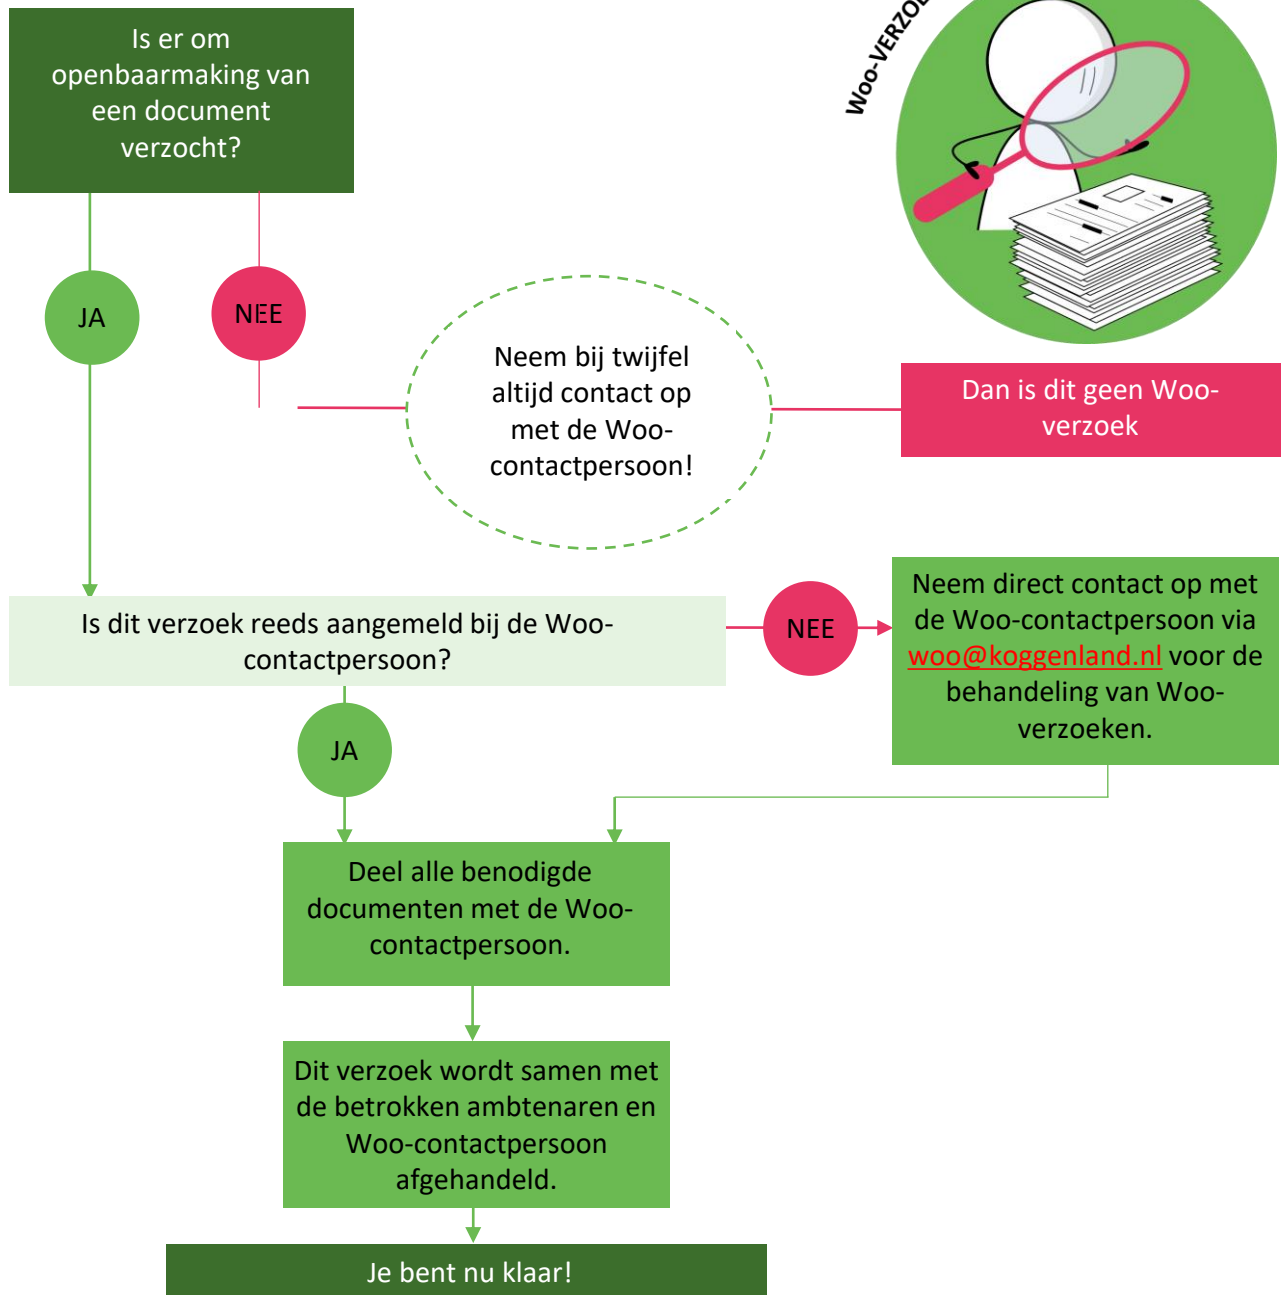 Is er om
openbaarmaking van
een document
verzocht?
JA
NEE
Neem bij twijfel
altijd contact op
met de Woo-
contactpersoon!
Dan is dit geen Woo-
verzoek
Is dit verzoek reeds aangemeld bij de Woo-
contactpersoon?
NEE
Neem direct contact op met
de Woo-contactpersoon via
woo@koggenland.nl voor de
behandeling van Woo-
verzoeken.
JA
Deel alle benodigde
documenten met de Woo-
contactpersoon.
Dit verzoek wordt samen met
de betrokken ambtenaren en
Woo-contactpersoon
afgehandeld.
Je bent nu klaar!